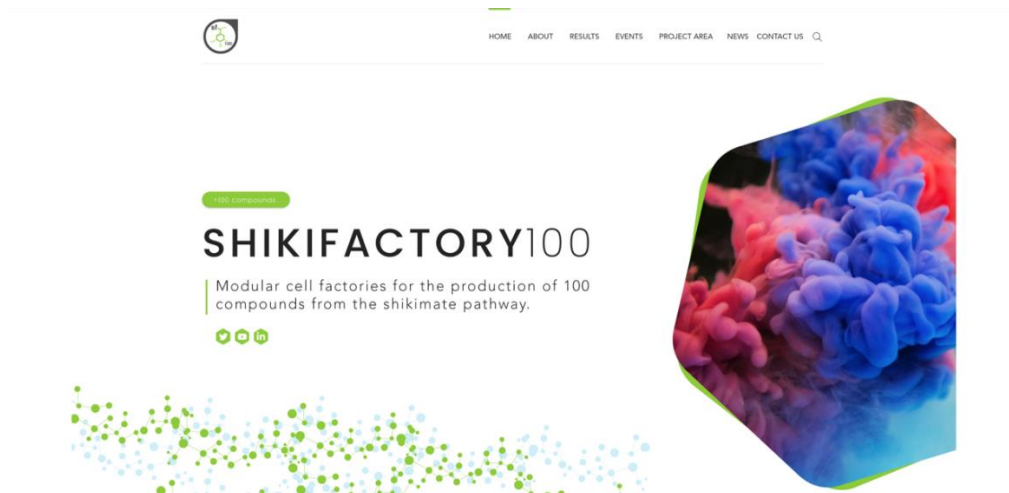 HOME ABOUT RESULTS EVENTS PROJECT AREA NEWS CONTACT US
+100 compounds
SHIKIFACTORY100
Modular cell factories for the production of 100
compounds from the shikimate pathway.
in